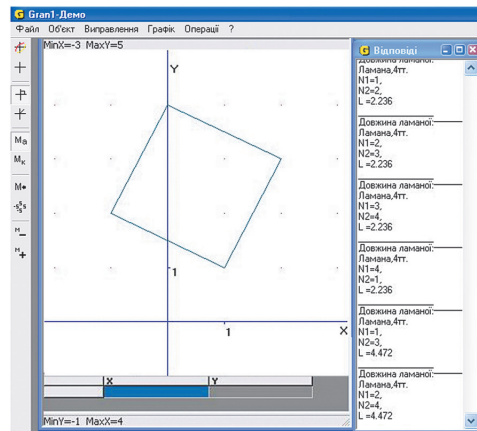 Gran1-Демо
Файл Об'єкт Виправлення Графік Операції ?
MinX=-3 MaxY=5
Y
1
1
X
X Y
MinY=-1 MaxX=4
Відповіді
Довжина ламаної:
Ламана,4тт.
N1=1,
N2=2,
L =2.236
Довжина ламаної:
Ламана,4тт.
N1=2,
N2=3,
L =2.236
Довжина ламаної:
Ламана,4тт.
N1=3,
N2=4,
L =2.236
Довжина ламаної:
Ламана,4тт.
N1=4,
N2=1,
L =2.236
Довжина ламаної:
Ламана,4тт.
N1=1,
N2=3,
L =4.472
Довжина ламаної:
Ламана,4тт.
N1=2,
N2=4,
L =4.472